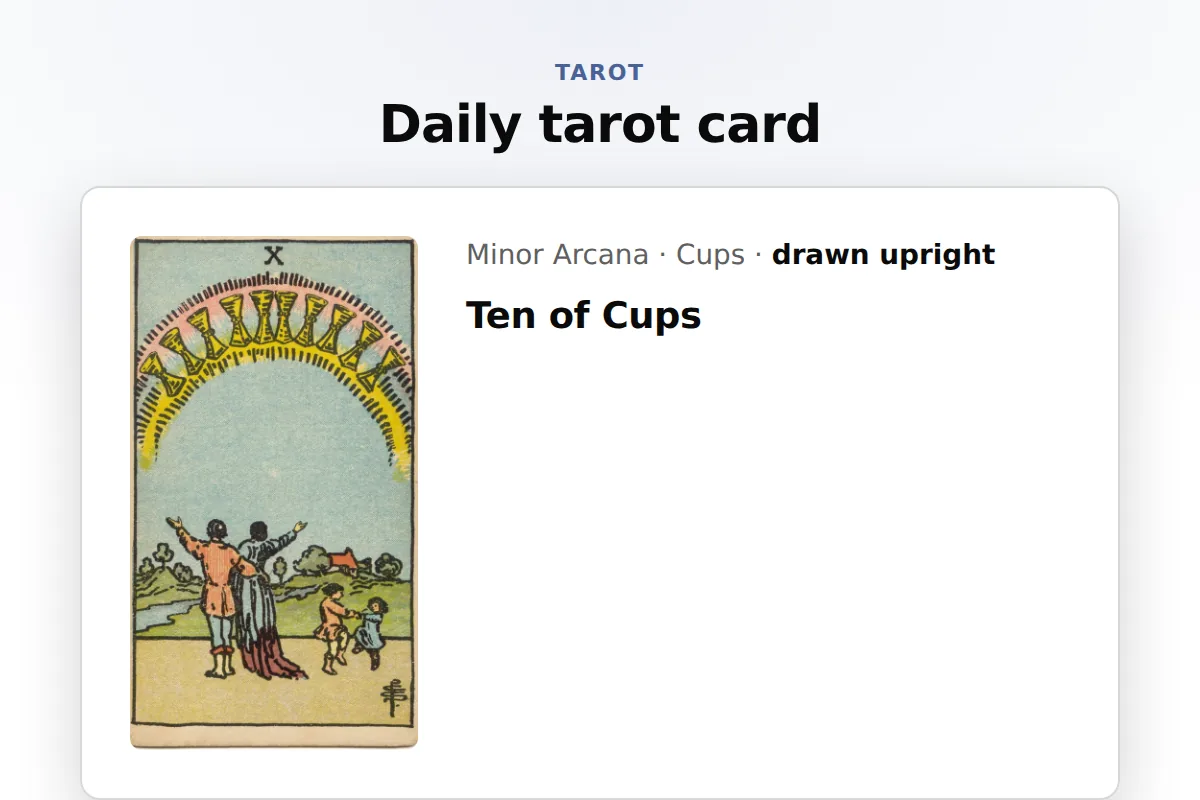 TAROT
Daily tarot card
X
Minor Arcana · Cups · drawn upright
Ten of Cups